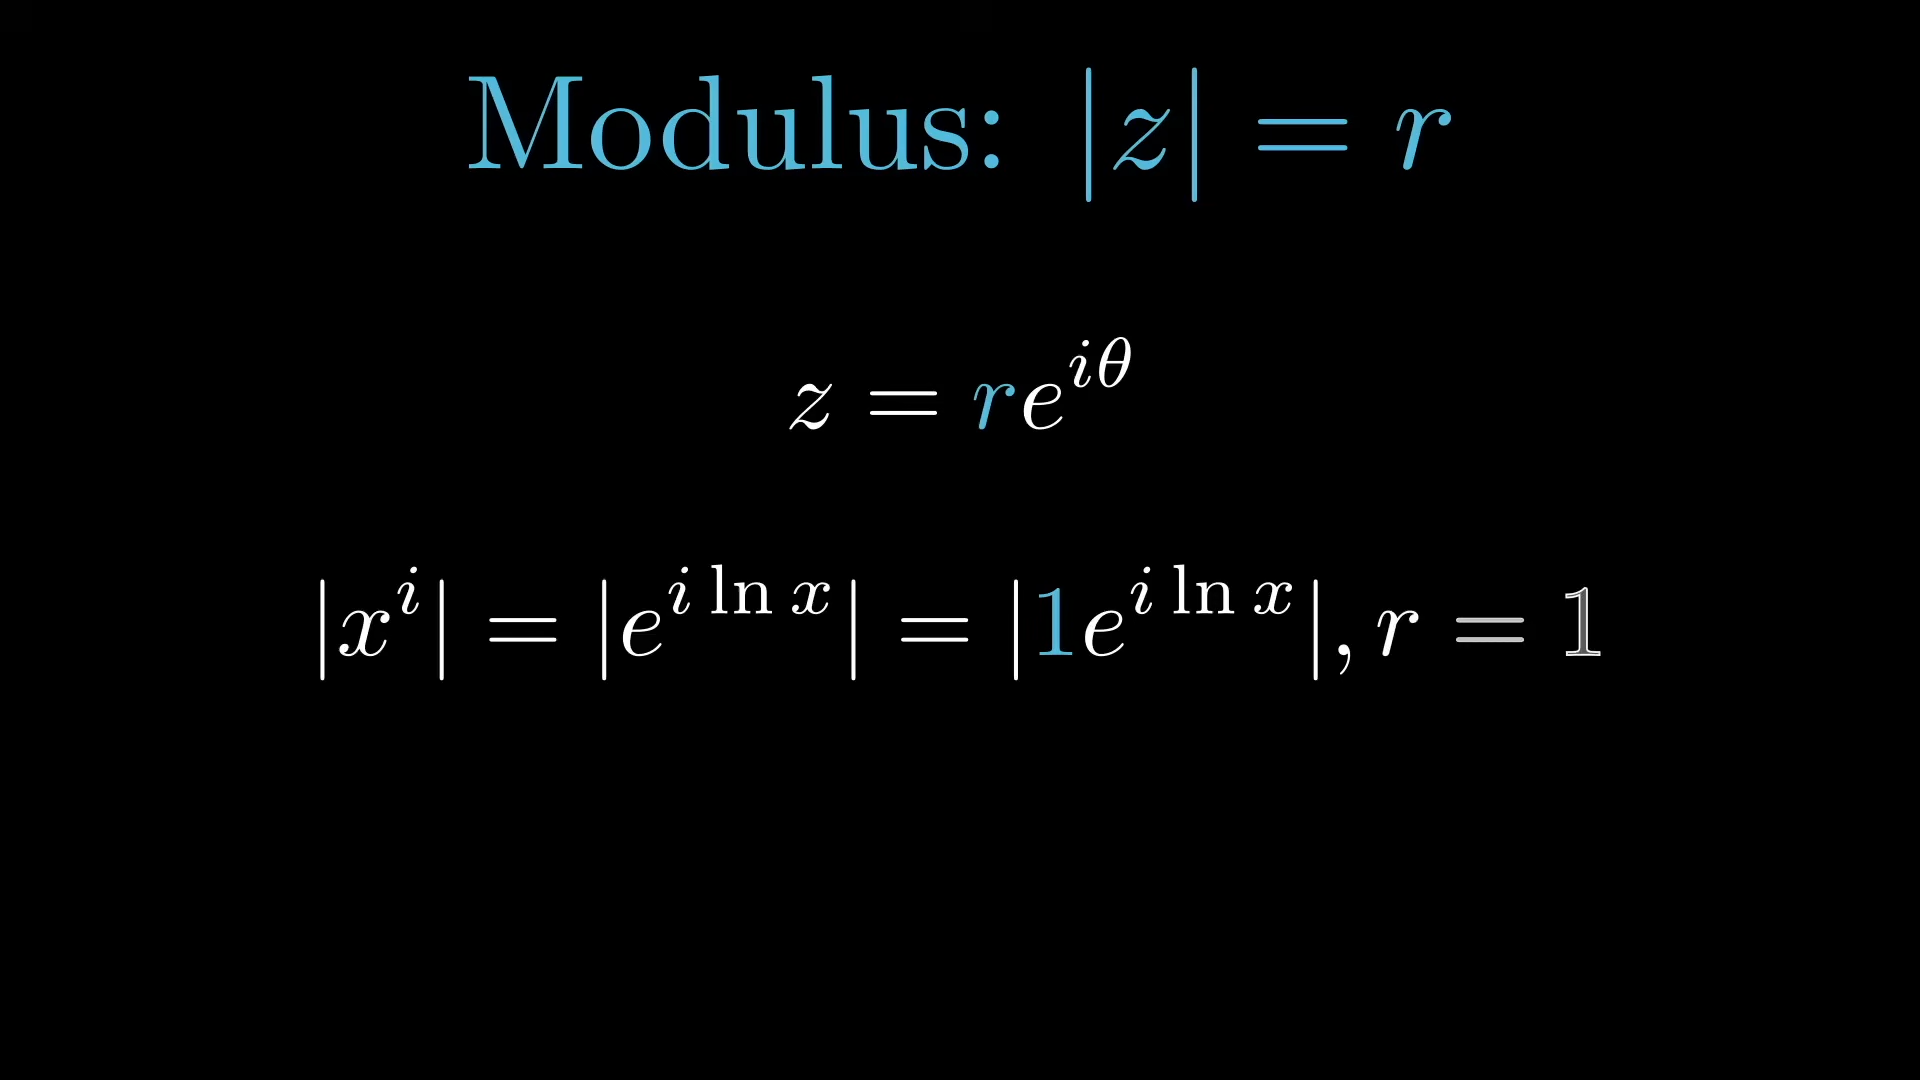 Modulus: |z| = r
z = re^{iθ}
|x^i| = |e^{i ln x}| = |1e^{i ln x}|, r = 1